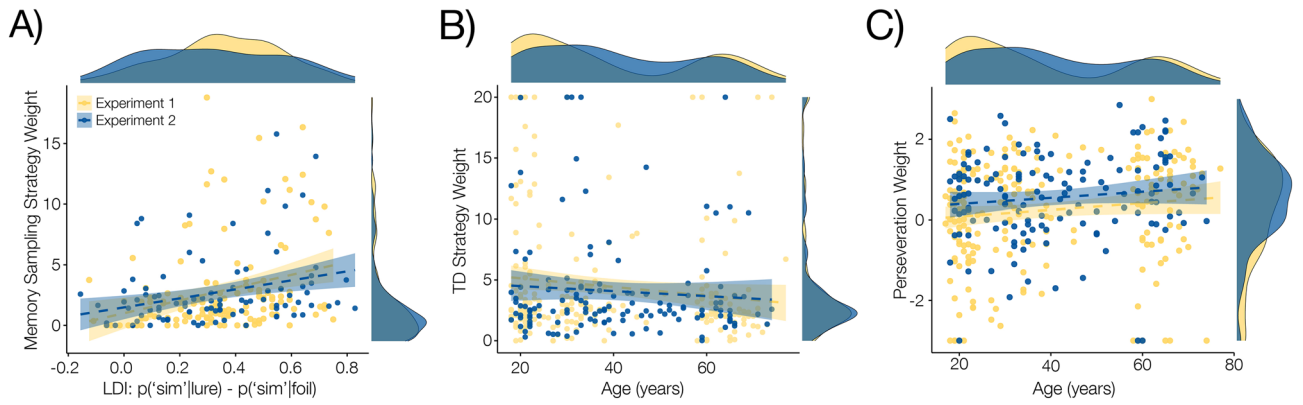 A)
Memory Sampling Strategy Weight
Experiment 1
Experiment 2
15
10
5
0
-0.2 0.0 0.2 0.4 0.6 0.8
LDI: p('sim'|lure) - p('sim'|foil)
B)
TD Strategy Weight
20
15
10
5
0
20 40 60
Age (years)
C)
Perseveration Weight
2
0
-2
20 40 60 80
Age (years)